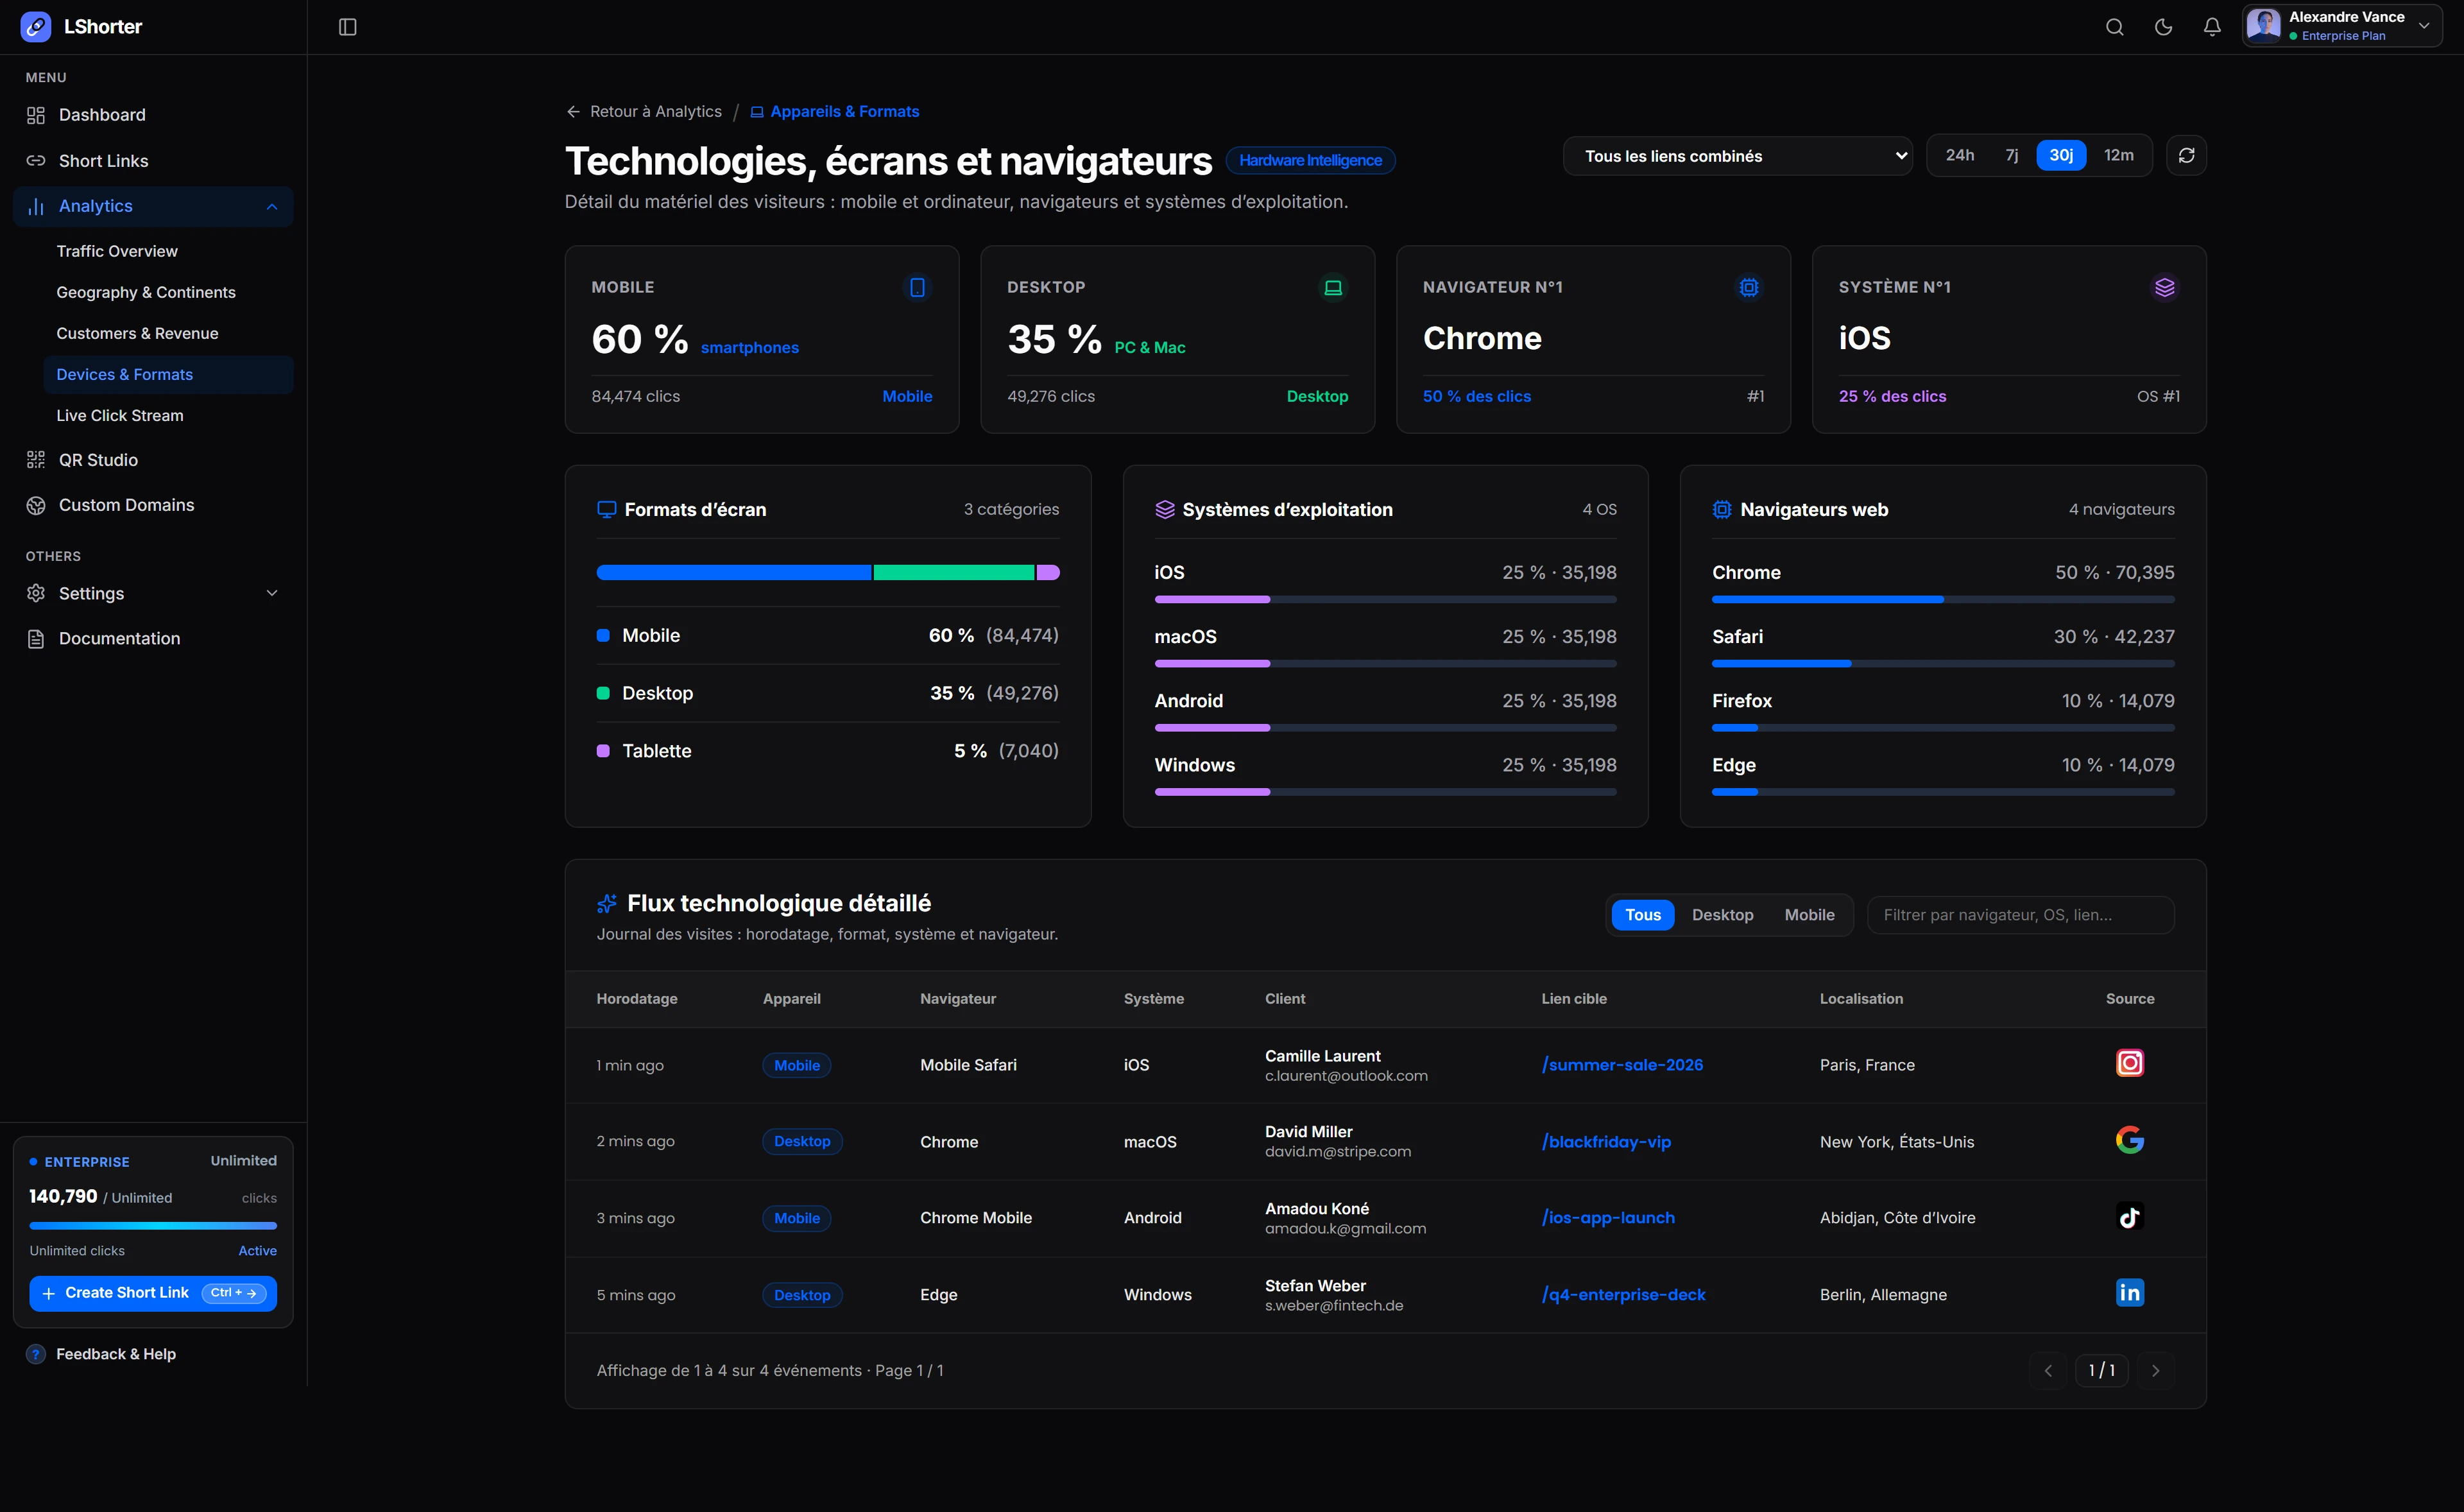 LShorter
Alexandre Vance
Enterprise Plan
MENU
Dashboard
Short Links
Analytics
Traffic Overview
Geography & Continents
Customers & Revenue
Devices & Formats
Live Click Stream
QR Studio
Custom Domains
OTHERS
Settings
Documentation
ENTERPRISE Unlimited
140,790 / Unlimited clicks
Unlimited clicks Active
+ Create Short Link Ctrl + →
? Feedback & Help
← Retour à Analytics / Appareils & Formats
Technologies, écrans et navigateurs Hardware Intelligence
Détail du matériel des visiteurs : mobile et ordinateur, navigateurs et systèmes d’exploitation.
Tous les liens combinés 24h 7j 30j 12m
MOBILE
60 % smartphones
84,474 clics Mobile
DESKTOP
35 % PC & Mac
49,276 clics Desktop
NAVIGATEUR N°1
Chrome
50 % des clics #1
SYSTÈME N°1
iOS
25 % des clics OS #1
Formats d’écran 3 catégories
Mobile 60 % (84,474)
Desktop 35 % (49,276)
Tablette 5 % (7,040)
Systèmes d’exploitation 4 OS
iOS 25 % · 35,198
macOS 25 % · 35,198
Android 25 % · 35,198
Windows 25 % · 35,198
Navigateurs web 4 navigateurs
Chrome 50 % · 70,395
Safari 30 % · 42,237
Firefox 10 % · 14,079
Edge 10 % · 14,079
Flux technologique détaillé
Journal des visites : horodatage, format, système et navigateur.
Tous Desktop Mobile Filtrer par navigateur, OS, lien...
Horodatage Appareil Navigateur Système Client Lien cible Localisation Source
1 min ago Mobile Mobile Safari iOS Camille Laurent /summer-sale-2026 Paris, France
c.laurent@outlook.com
2 mins ago Desktop Chrome macOS David Miller /blackfriday-vip New York, États-Unis
david.m@stripe.com
3 mins ago Mobile Chrome Mobile Android Amadou Koné /ios-app-launch Abidjan, Côte d’Ivoire
amadou.k@gmail.com
5 mins ago Desktop Edge Windows Stefan Weber /q4-enterprise-deck Berlin, Allemagne in
s.weber@fintech.de
Affichage de 1 à 4 sur 4 événements · Page 1 / 1
1 / 1